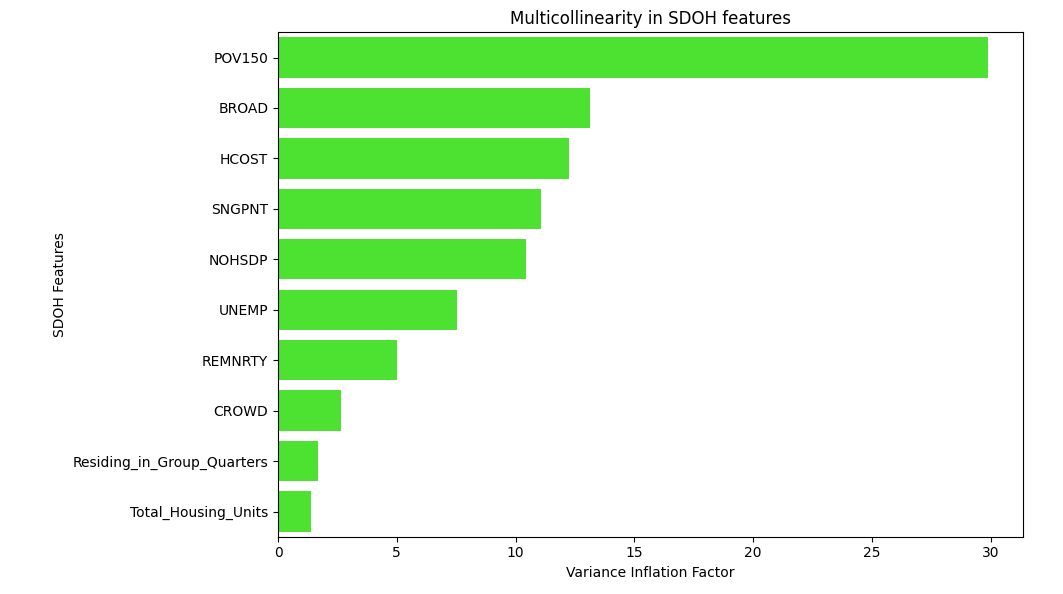 Multicollinearity in SDOH features
SDOH Features
POV150
BROAD
HCOST
SNGPNT
NOHSDP
UNEMP
REMNRTY
CROWD
Residing_in_Group_Quarters
Total_Housing_Units
0 5 10 15 20 25 30
Variance Inflation Factor